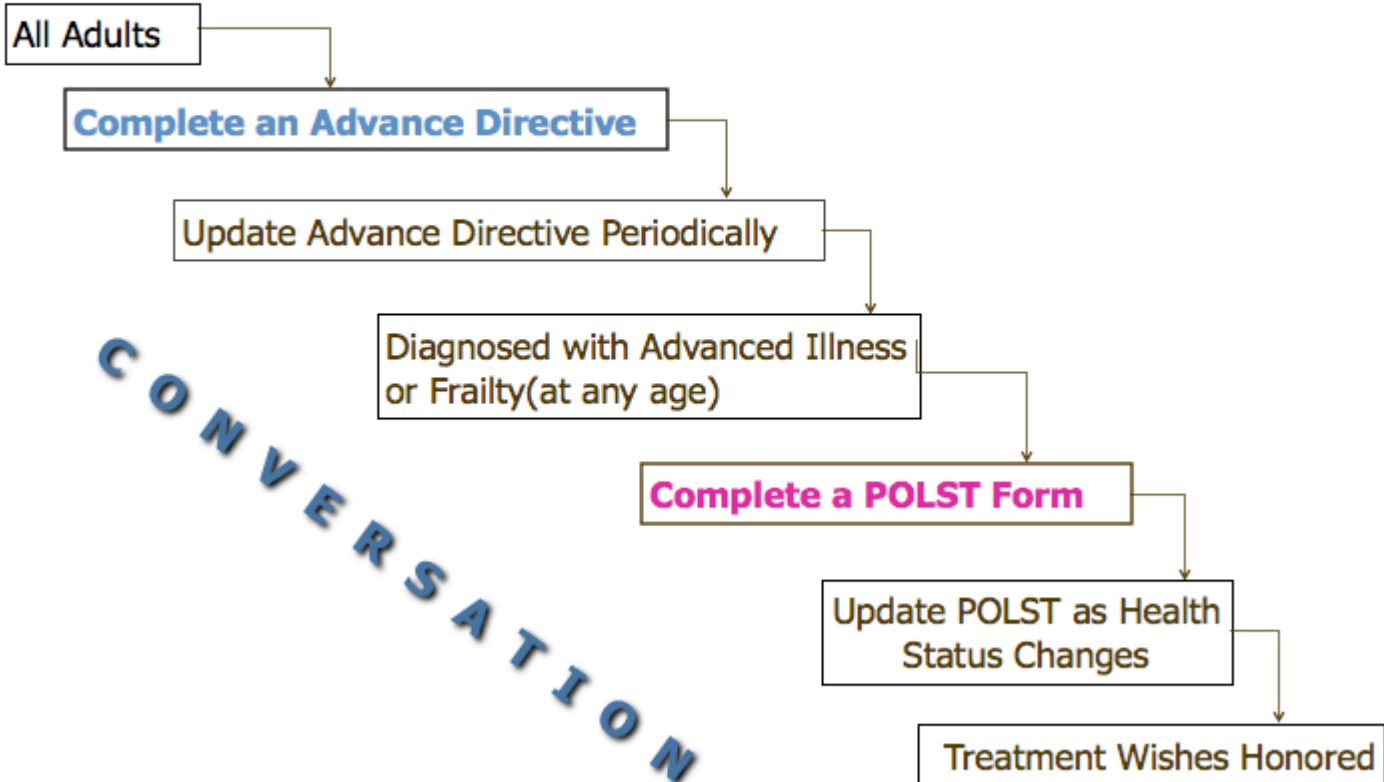 All Adults
Complete an Advance Directive
Update Advance Directive Periodically
Diagnosed with Advanced Illness
or Frailty(at any age)
Complete a POLST Form
Update POLST as Health
Status Changes
Treatment Wishes Honored
CONVERSATION